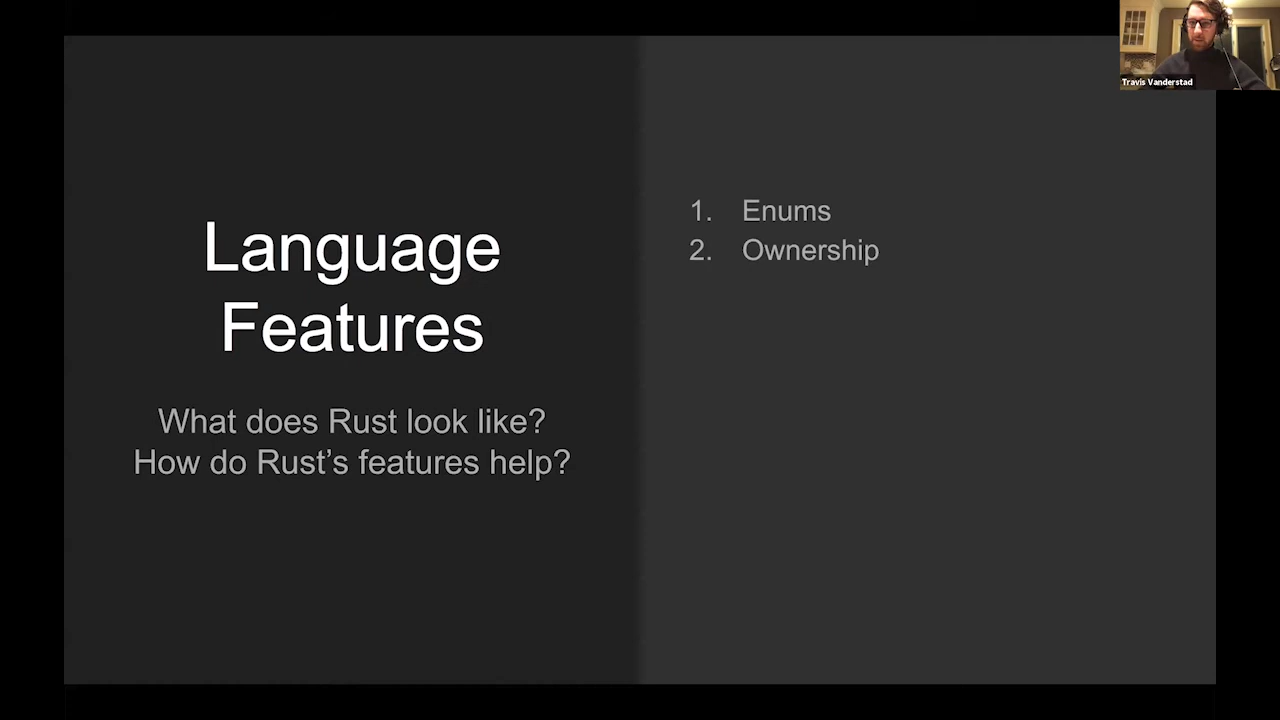 Language
Features
What does Rust look like?
How do Rust’s features help?
1. Enums
2. Ownership
Travis Vanderstad